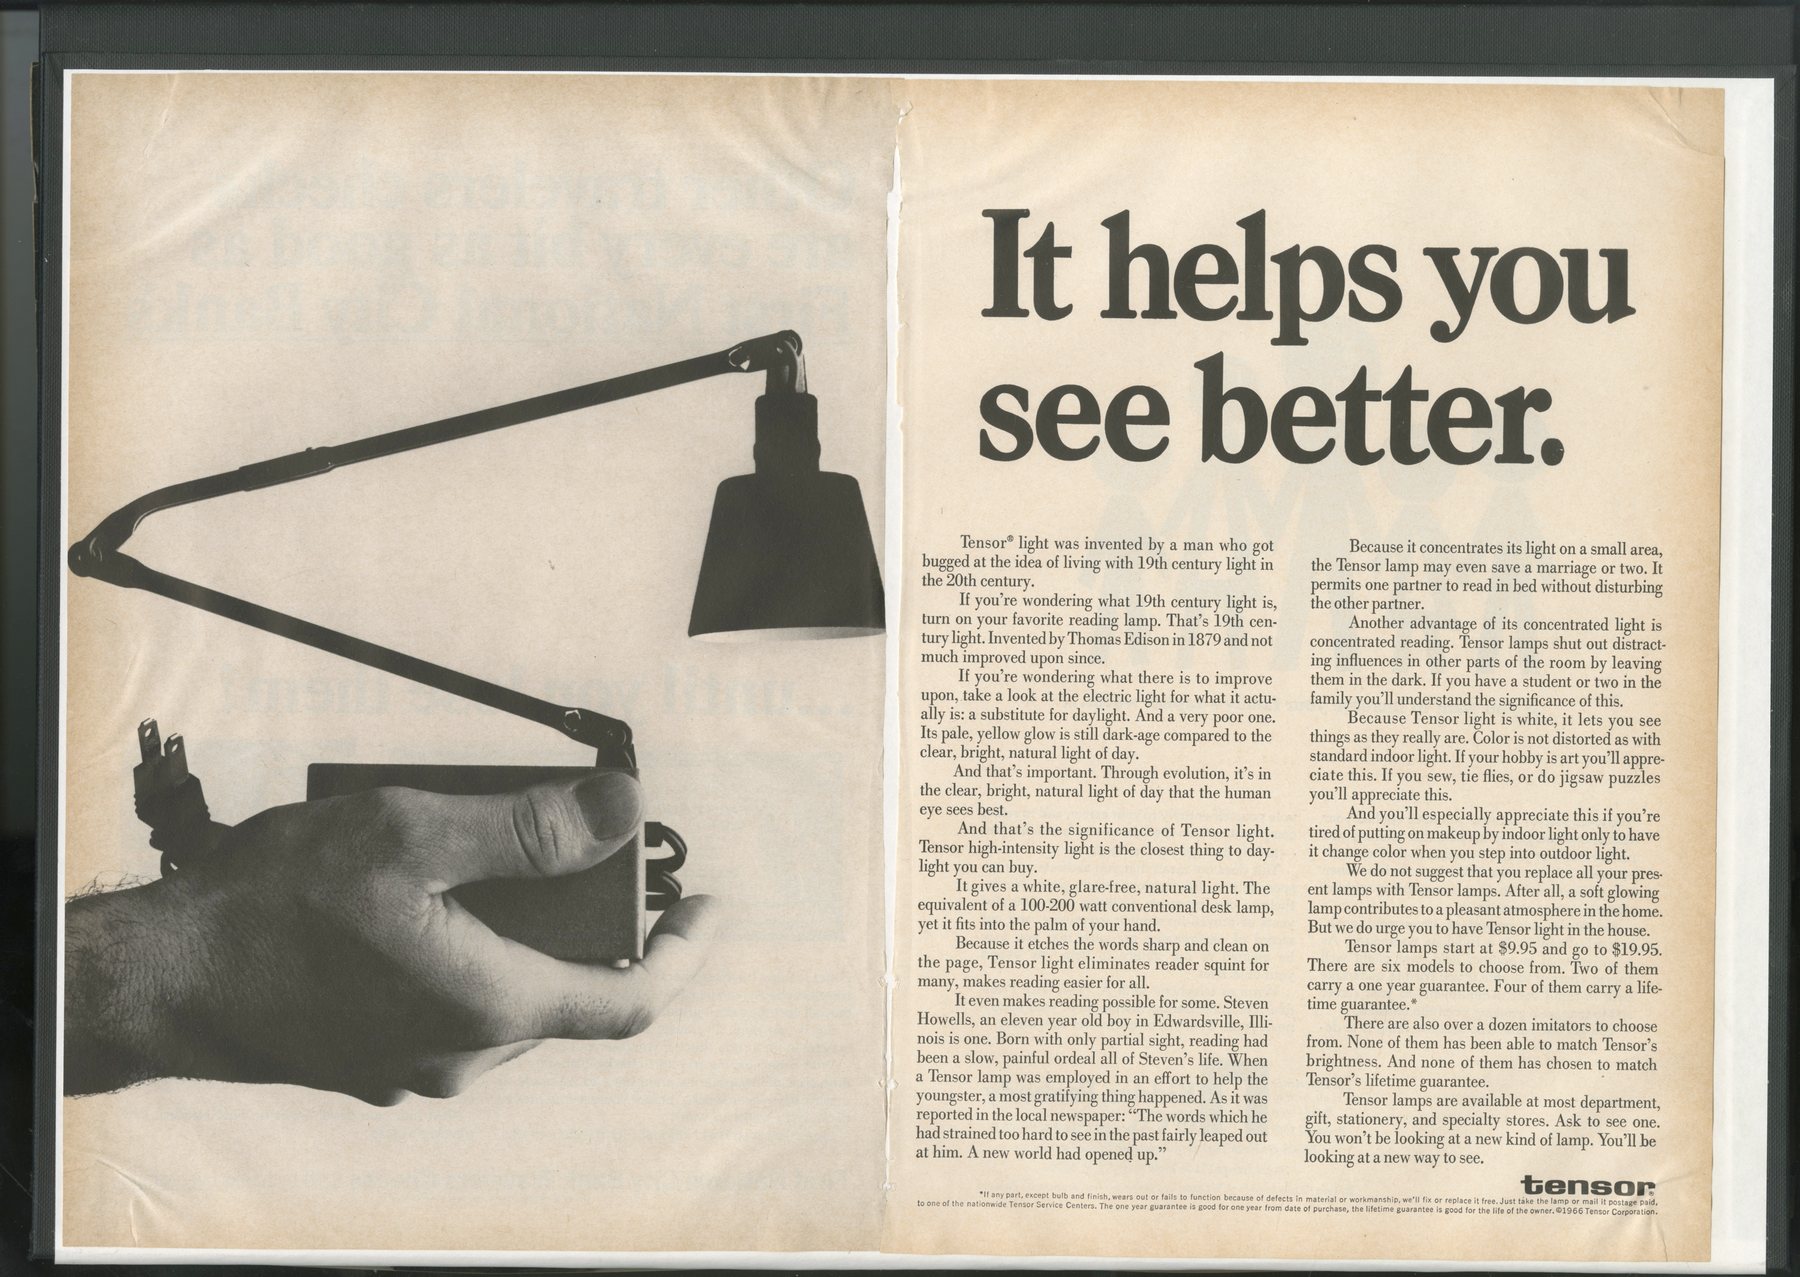 It helps you
see better.
Tensor® light was invented by a man who got
bugged at the idea of living with 19th century light in
the 20th century.
If you're wondering what 19th century light is,
turn on your favorite reading lamp. That's 19th cen-
tury light. Invented by Thomas Edison in 1879 and not
much improved upon since.
If you're wondering what there is to improve
upon, take a look at the electric light for what it actu-
ally is: a substitute for daylight. And a very poor one.
Its pale, yellow glow is still dark-age compared to the
clear, bright, natural light of day.
And that's important. Through evolution, it's in
the clear, bright, natural light of day that the human
eye sees best.
And that's the significance of Tensor light.
Tensor high-intensity light is the closest thing to day-
light you can buy.
It gives a white, glare-free, natural light. The
equivalent of a 100-200 watt conventional desk lamp,
yet it fits into the palm of your hand.
Because it etches the words sharp and clean on
the page, Tensor light eliminates reader squint for
many, makes reading easier for all.
It even makes reading possible for some. Steven
Howells, an eleven year old boy in Edwardsville, Illi-
nois is one. Born with only partial sight, reading had
been a slow, painful ordeal all of Steven's life. When
a Tensor lamp was employed in an effort to help the
youngster, a most gratifying thing happened. As it was
reported in the local newspaper: "The words which he
had strained too hard to see in the past fairly leaped out
at him. A new world had opened up."
Because it concentrates its light on a small area,
the Tensor lamp may even save a marriage or two. It
permits one partner to read in bed without disturbing
the other partner.
Another advantage of its concentrated light is
concentrated reading. Tensor lamps shut out distract-
ing influences in other parts of the room by leaving
them in the dark. If you have a student or two in the
family you'll understand the significance of this.
Because Tensor light is white, it lets you see
things as they really are. Color is not distorted as with
standard indoor light. If your hobby is art you'll appre-
ciate this. If you sew, tie flies, or do jigsaw puzzles
you'll appreciate this.
And you'll especially appreciate this if you're
tired of putting on makeup by indoor light only to have
it change color when you step into outdoor light.
We do not suggest that you replace all your pres-
ent lamps with Tensor lamps. After all, a soft glowing
lamp contributes to a pleasant atmosphere in the home.
But we do urge you to have Tensor light in the house.
Tensor lamps start at $9.95 and go to $19.95.
There are six models to choose from. Two of them
carry a one year guarantee. Four of them carry a life-
time guarantee.*
There are also over a dozen imitators to choose
from. None of them has been able to match Tensor's
brightness. And none of them has chosen to match
Tensor's lifetime guarantee.
Tensor lamps are available at most department,
gift, stationery, and specialty stores. Ask to see one.
You won't be looking at a new kind of lamp. You'll be
looking at a new way to see.
tensor®
*If any part, except bulb and finish, wears out or fails to function because of defects in material or workmanship, we'll fix or replace it free. Just take the lamp or mail it postage paid,
to one of the nationwide Tensor Service Centers. The one year guarantee is good for one year from date of purchase, the lifetime guarantee is good for the life of the owner. ©1966 Tensor Corporation.